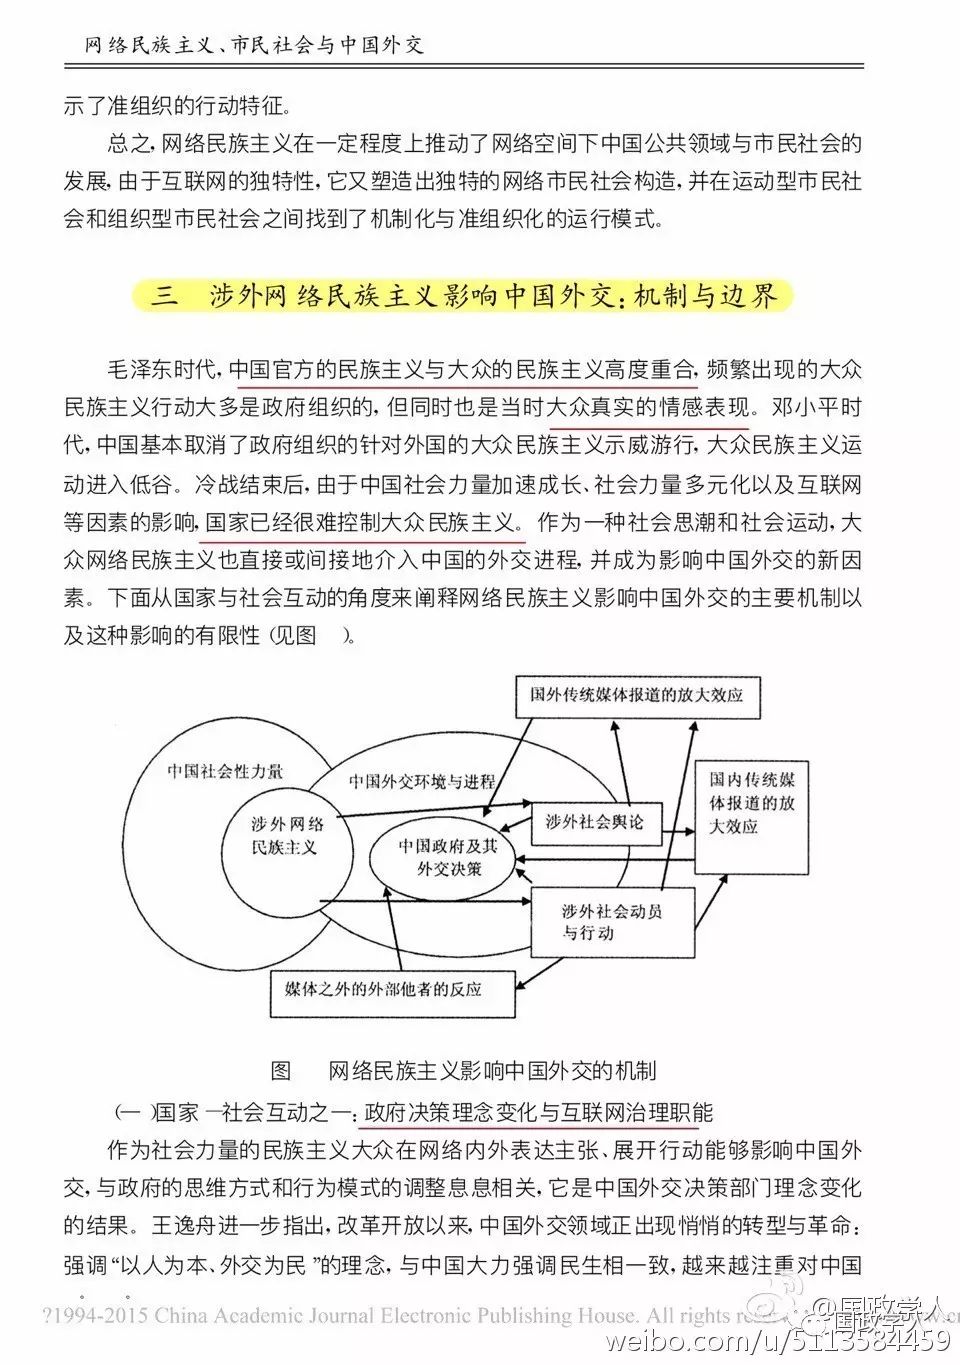 网络民族主义、市民社会与中国外交
示了准组织的行动特征。
总之,网络民族主义在一定程度上推动了网络空间下中国公共领域与市民社会的
发展,由于互联网的独特性,它又塑造出独特的网络市民社会构造,并在运动型市民社
会和组织型市民社会之间找到了机制化与准组织化的运行模式。
三 涉外网络民族主义影响中国外交:机制与边界
毛泽东时代,中国官方的民族主义与大众的民族主义高度重合,频繁出现的大众
民族主义行动大多是政府组织的,但同时也是当时大众真实的情感表现。邓小平时
代,中国基本取消了政府组织的针对外国的大众民族主义示威游行,大众民族主义运
动进入低谷。冷战结束后,由于中国社会力量加速成长、社会力量多元化以及互联网
等因素的影响,国家已经很难控制大众民族主义。作为一种社会思潮和社会运动,大
众网络民族主义也直接或间接地介入中国的外交进程,并成为影响中国外交的新因
素。下面从国家与社会互动的角度来阐释网络民族主义影响中国外交的主要机制以
及这种影响的有限性(见图 )。
国外传统媒体报道的放大效应
中国社会性力量
中国外交环境与进程
国内传统媒
体报道的放
大效应
涉外网络
民族主义
涉外社会舆论
中国政府及其
外交决策
涉外社会动员
与行动
媒体之外的外部他者的反应
图 网络民族主义影响中国外交的机制
(一)国家—社会互动之一:政府决策理念变化与互联网治理职能
作为社会力量的民族主义大众在网络内外表达主张、展开行动能够影响中国外
交,与政府的思维方式和行为模式的调整息息相关,它是中国外交决策部门理念变化
的结果。王逸舟进一步指出,改革开放以来,中国外交领域正出现悄悄的转型与革命:
强调“以人为本、外交为民”的理念,与中国大力强调民生相一致,越来越注重对中国
?1994-2015 China Academic Journal Electronic Publishing House. All rights
@国政学人
国政学人
weibo.com/u/5113584459